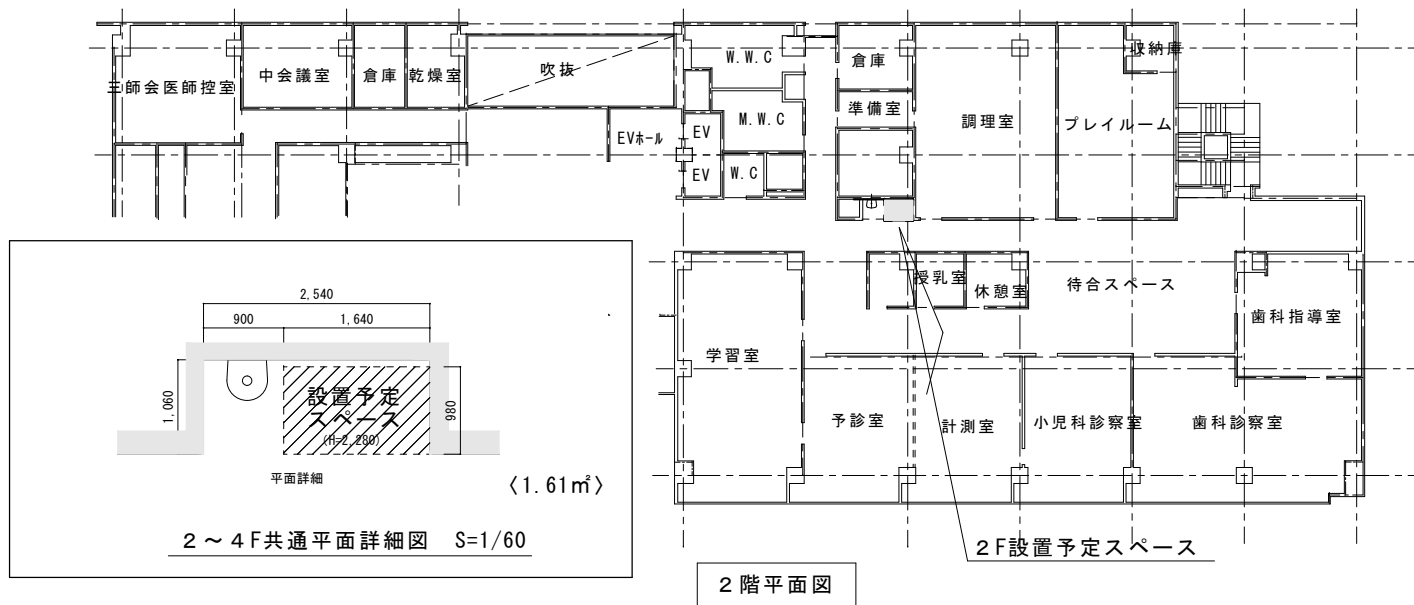 三師会医師控室
中会議室
倉庫
乾燥室
吹抜
W.W.C
M.W.C
EVﾎｰﾙ
EV
EV
W.C
倉庫
準備室
調理室
プレイルーム
収納庫
授乳室
休憩室
待合スペース
歯科指導室
学習室
予診室
計測室
小児科診察室
歯科診察室
2F設置予定スペース
2階平面図
2,540
900
1,640
1,060
設置予定
スペース
(H=2,280)
980
平面詳細
〈1.61㎡〉
2～4F共通平面詳細図 S=1/60